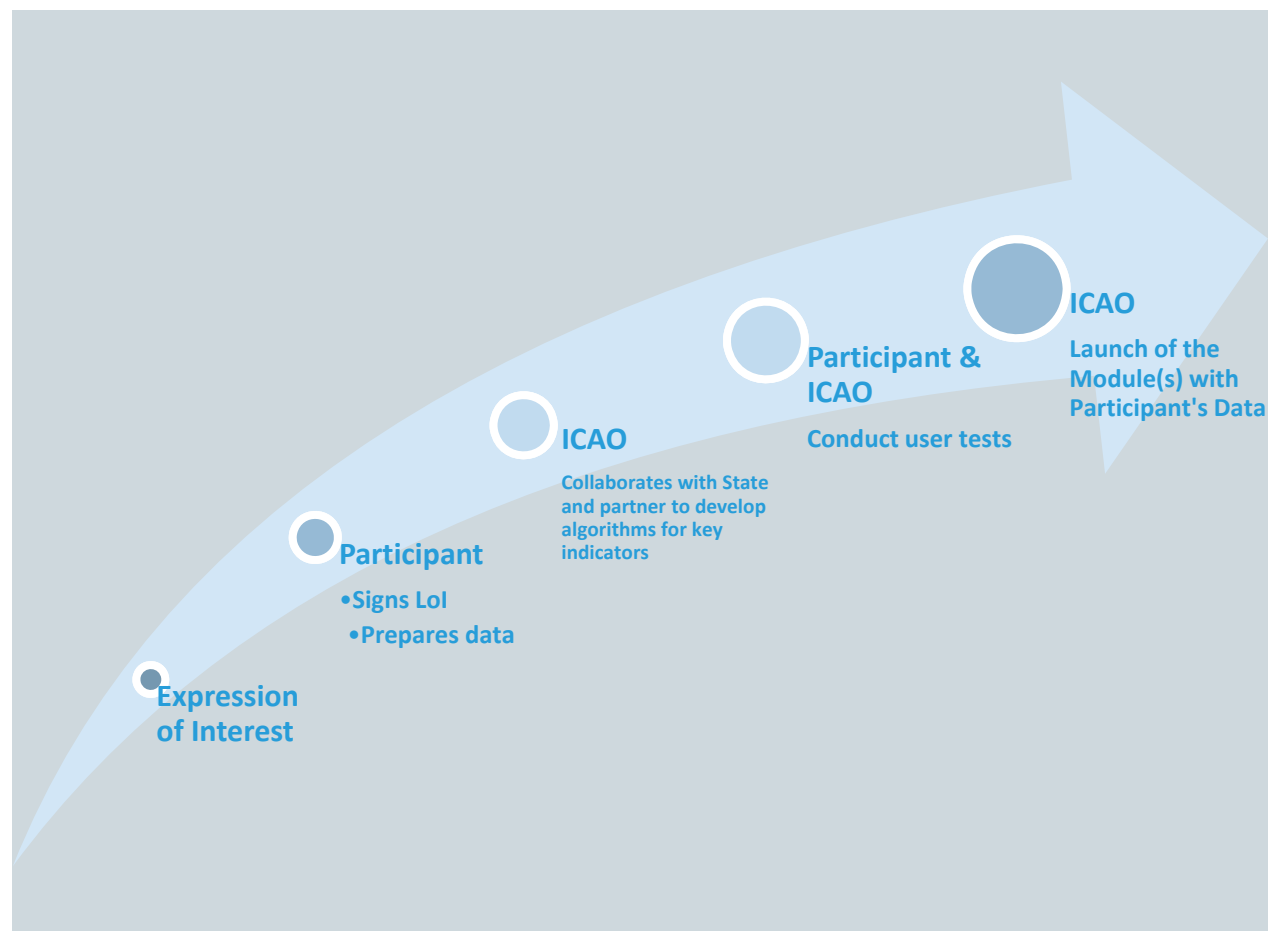 Expression
of Interest
Participant
•Signs LoI
•Prepares data
ICAO
Collaborates with State
and partner to develop
algorithms for key
indicators
Participant &
ICAO
Conduct user tests
ICAO
Launch of the
Module(s) with
Participant's Data